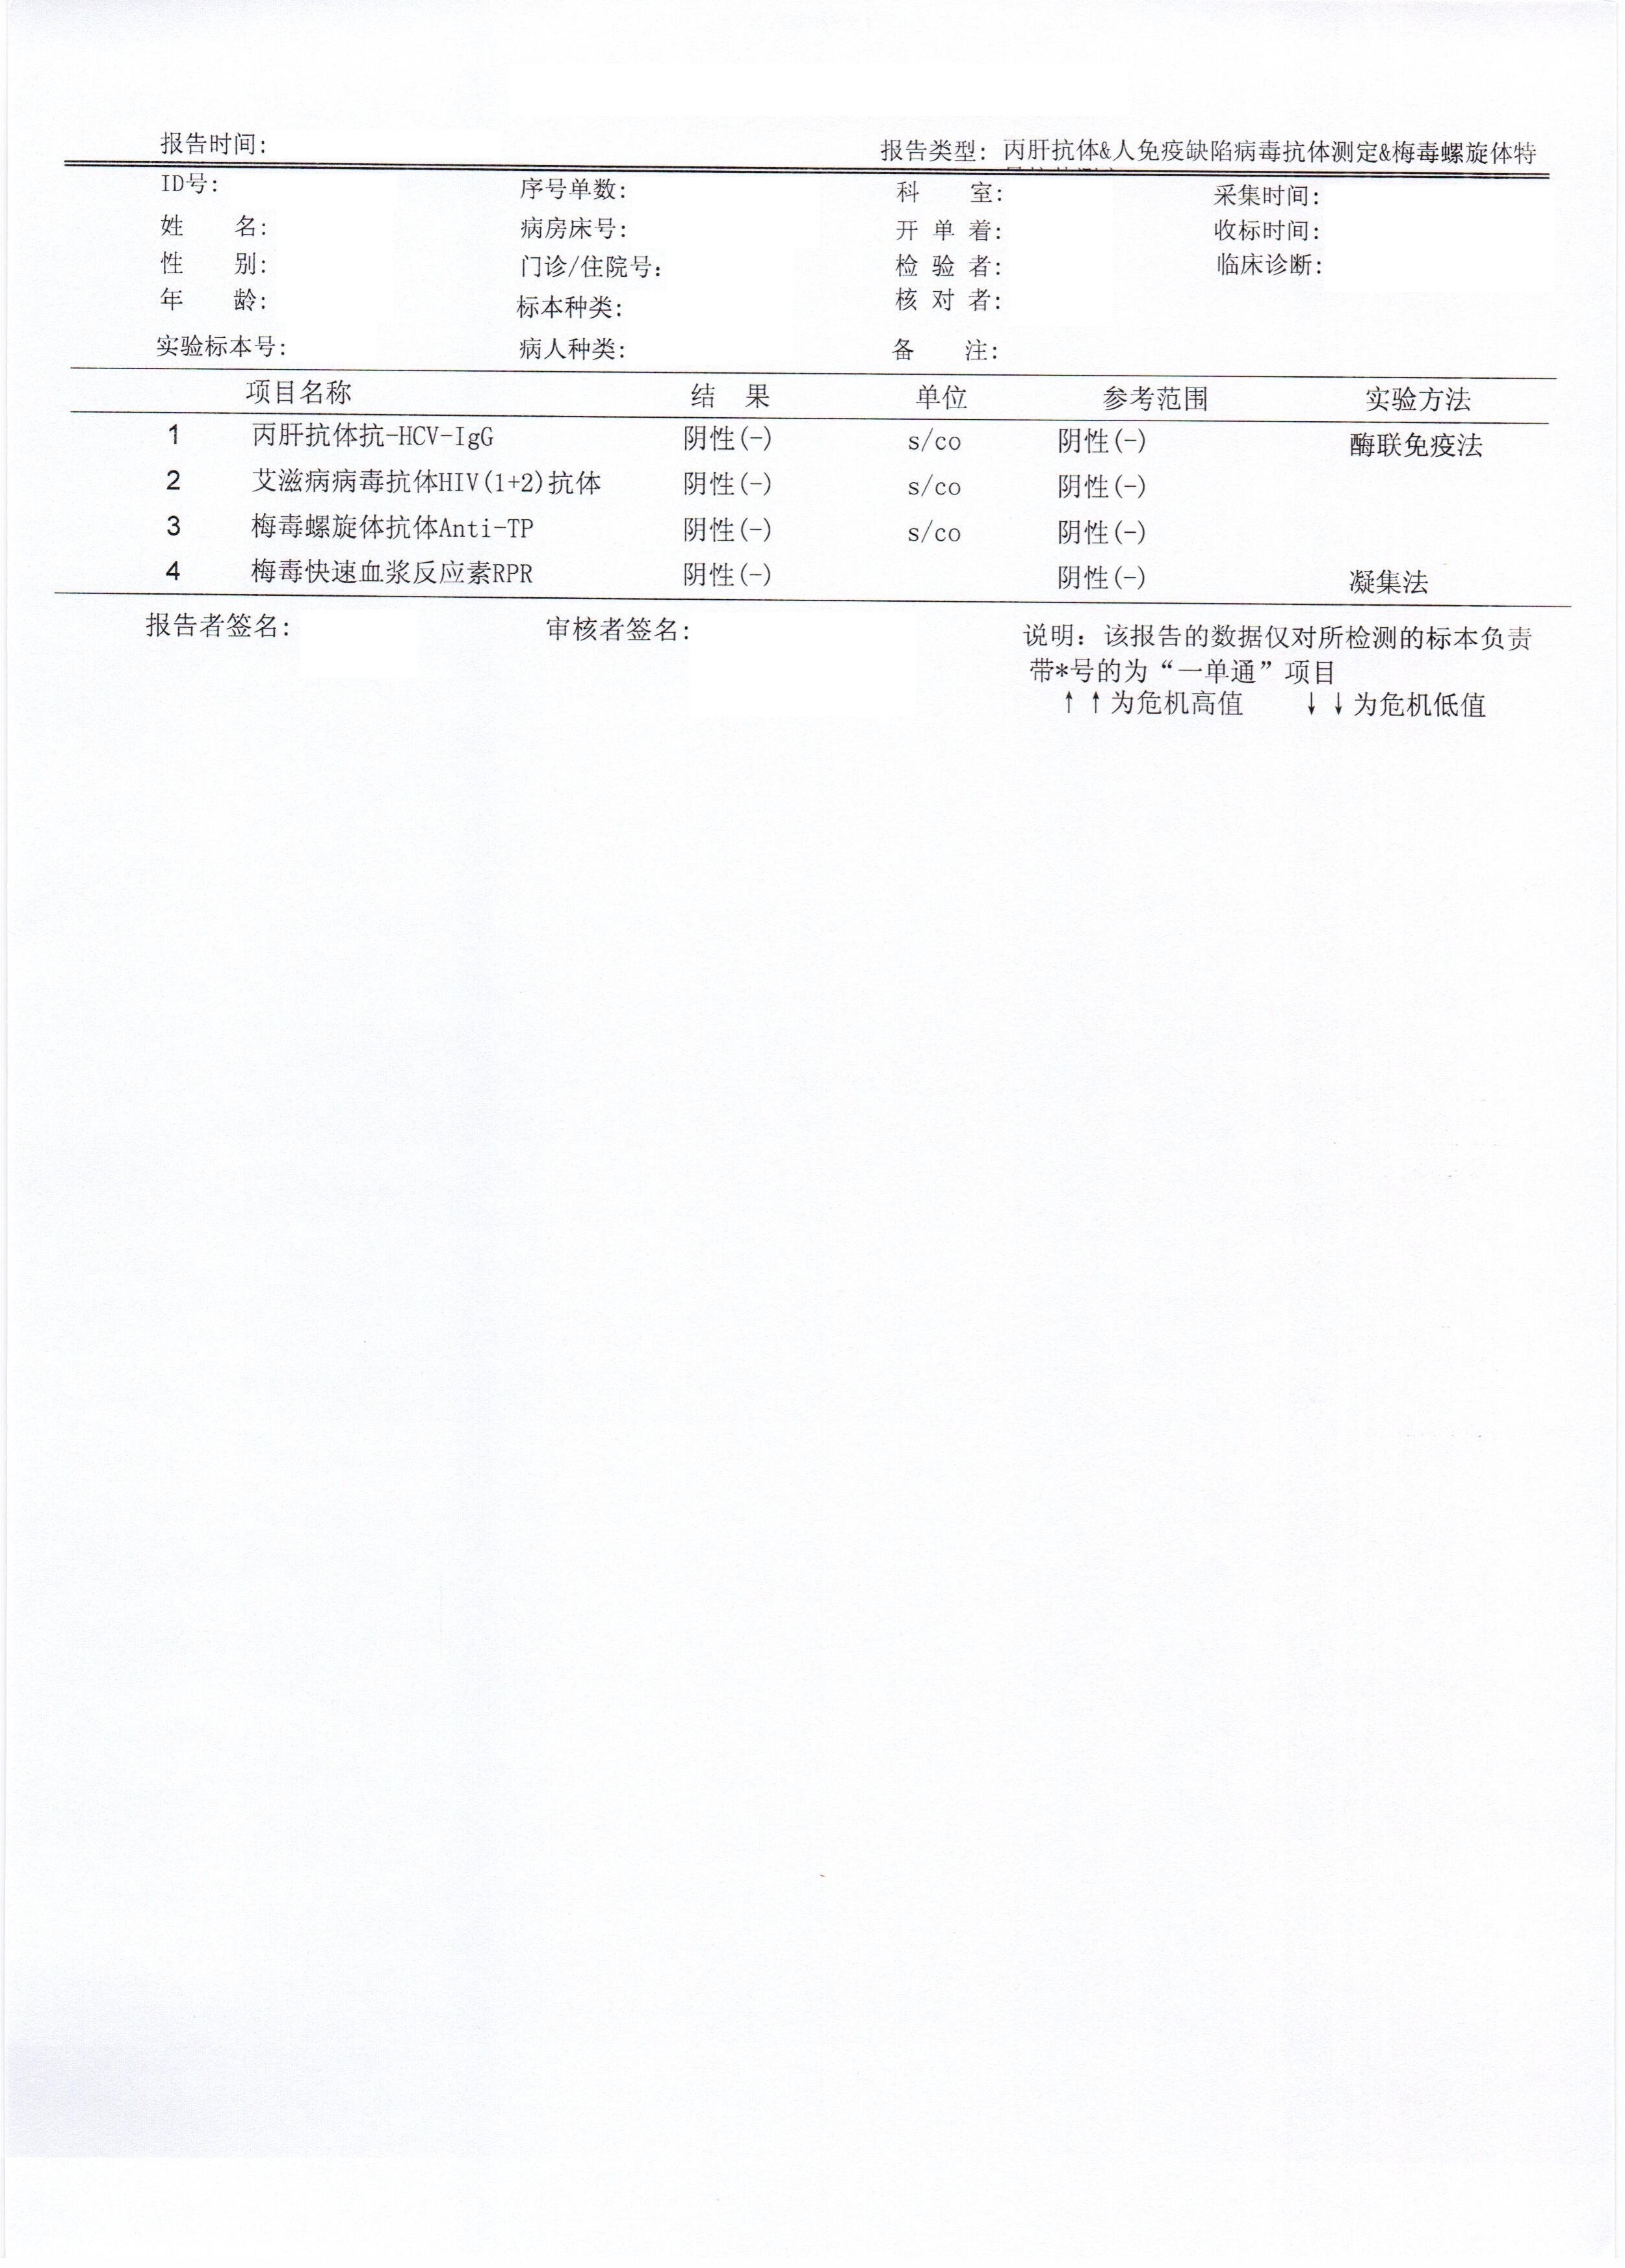 报告时间:
报告类型: 丙肝抗体&人免疫缺陷病毒抗体测定&梅毒螺旋体特
ID号: 序号单数: 科 室: 采集时间:
姓 名: 病房床号: 开 单 着: 收标时间:
性 别: 门诊/住院号: 检 验 者: 临床诊断:
年 龄: 标本种类: 核 对 者:
实验标本号: 病人种类: 备 注:
项目名称 结 果 单位 参考范围 实验方法
1 丙肝抗体抗-HCV-IgG 阴性(-) s/co 阴性(-) 酶联免疫法
2 艾滋病病毒抗体HIV(1+2)抗体 阴性(-) s/co 阴性(-)
3 梅毒螺旋体抗体Anti-TP 阴性(-) s/co 阴性(-)
4 梅毒快速血浆反应素RPR 阴性(-) 阴性(-) 凝集法
报告者签名: 审核者签名: 说明: 该报告的数据仅对所检测的标本负责
带*号的为“一单通”项目
↑↑为危机高值 ↓↓为危机低值